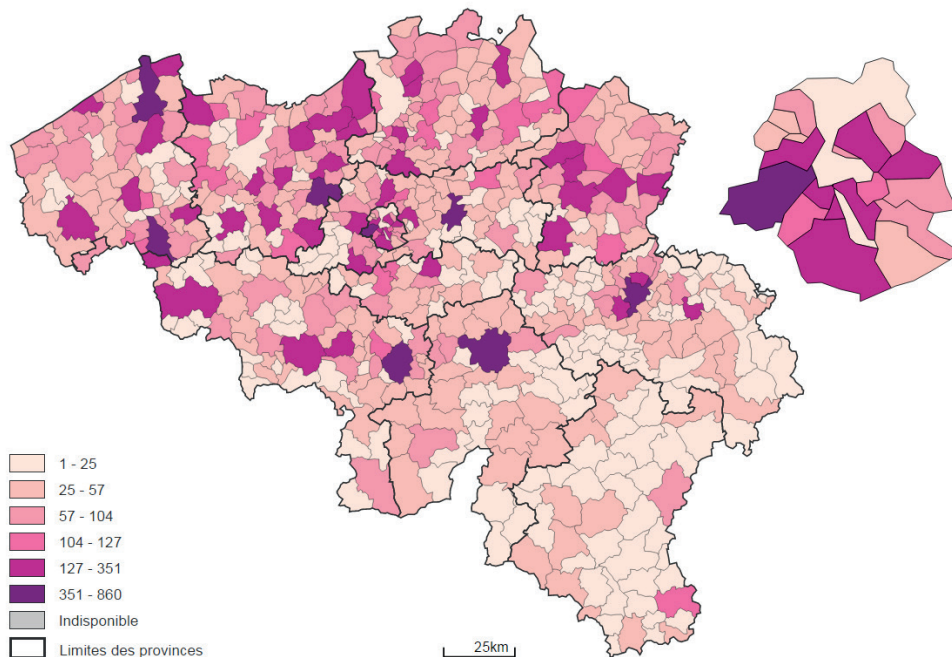 1 - 25
25 - 57
57 - 104
104 - 127
127 - 351
351 - 860
Indisponible
Limites des provinces
25km